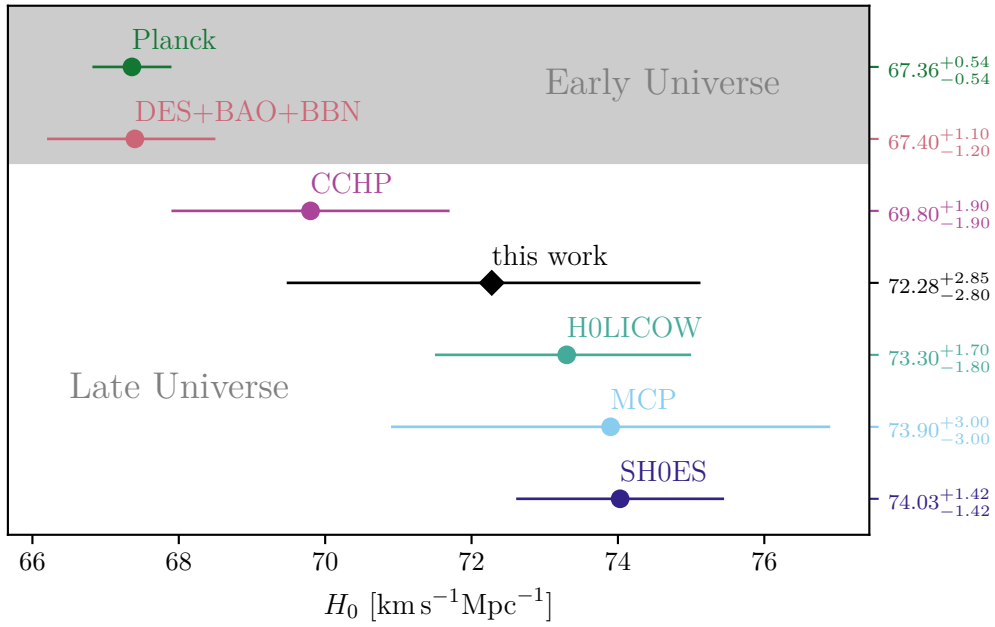 Planck
67.36+0.54−0.54
Early Universe
DES+BAO+BBN
67.40+1.10−1.20
CCHP
69.80+1.90−1.90
this work
72.28+2.85−2.80
H0LICOW
73.30+1.70−1.80
Late Universe
MCP
73.90+3.00−3.00
SH0ES
74.03+1.42−1.42
66 68 70 72 74 76
H₀ [km s⁻¹Mpc⁻¹]